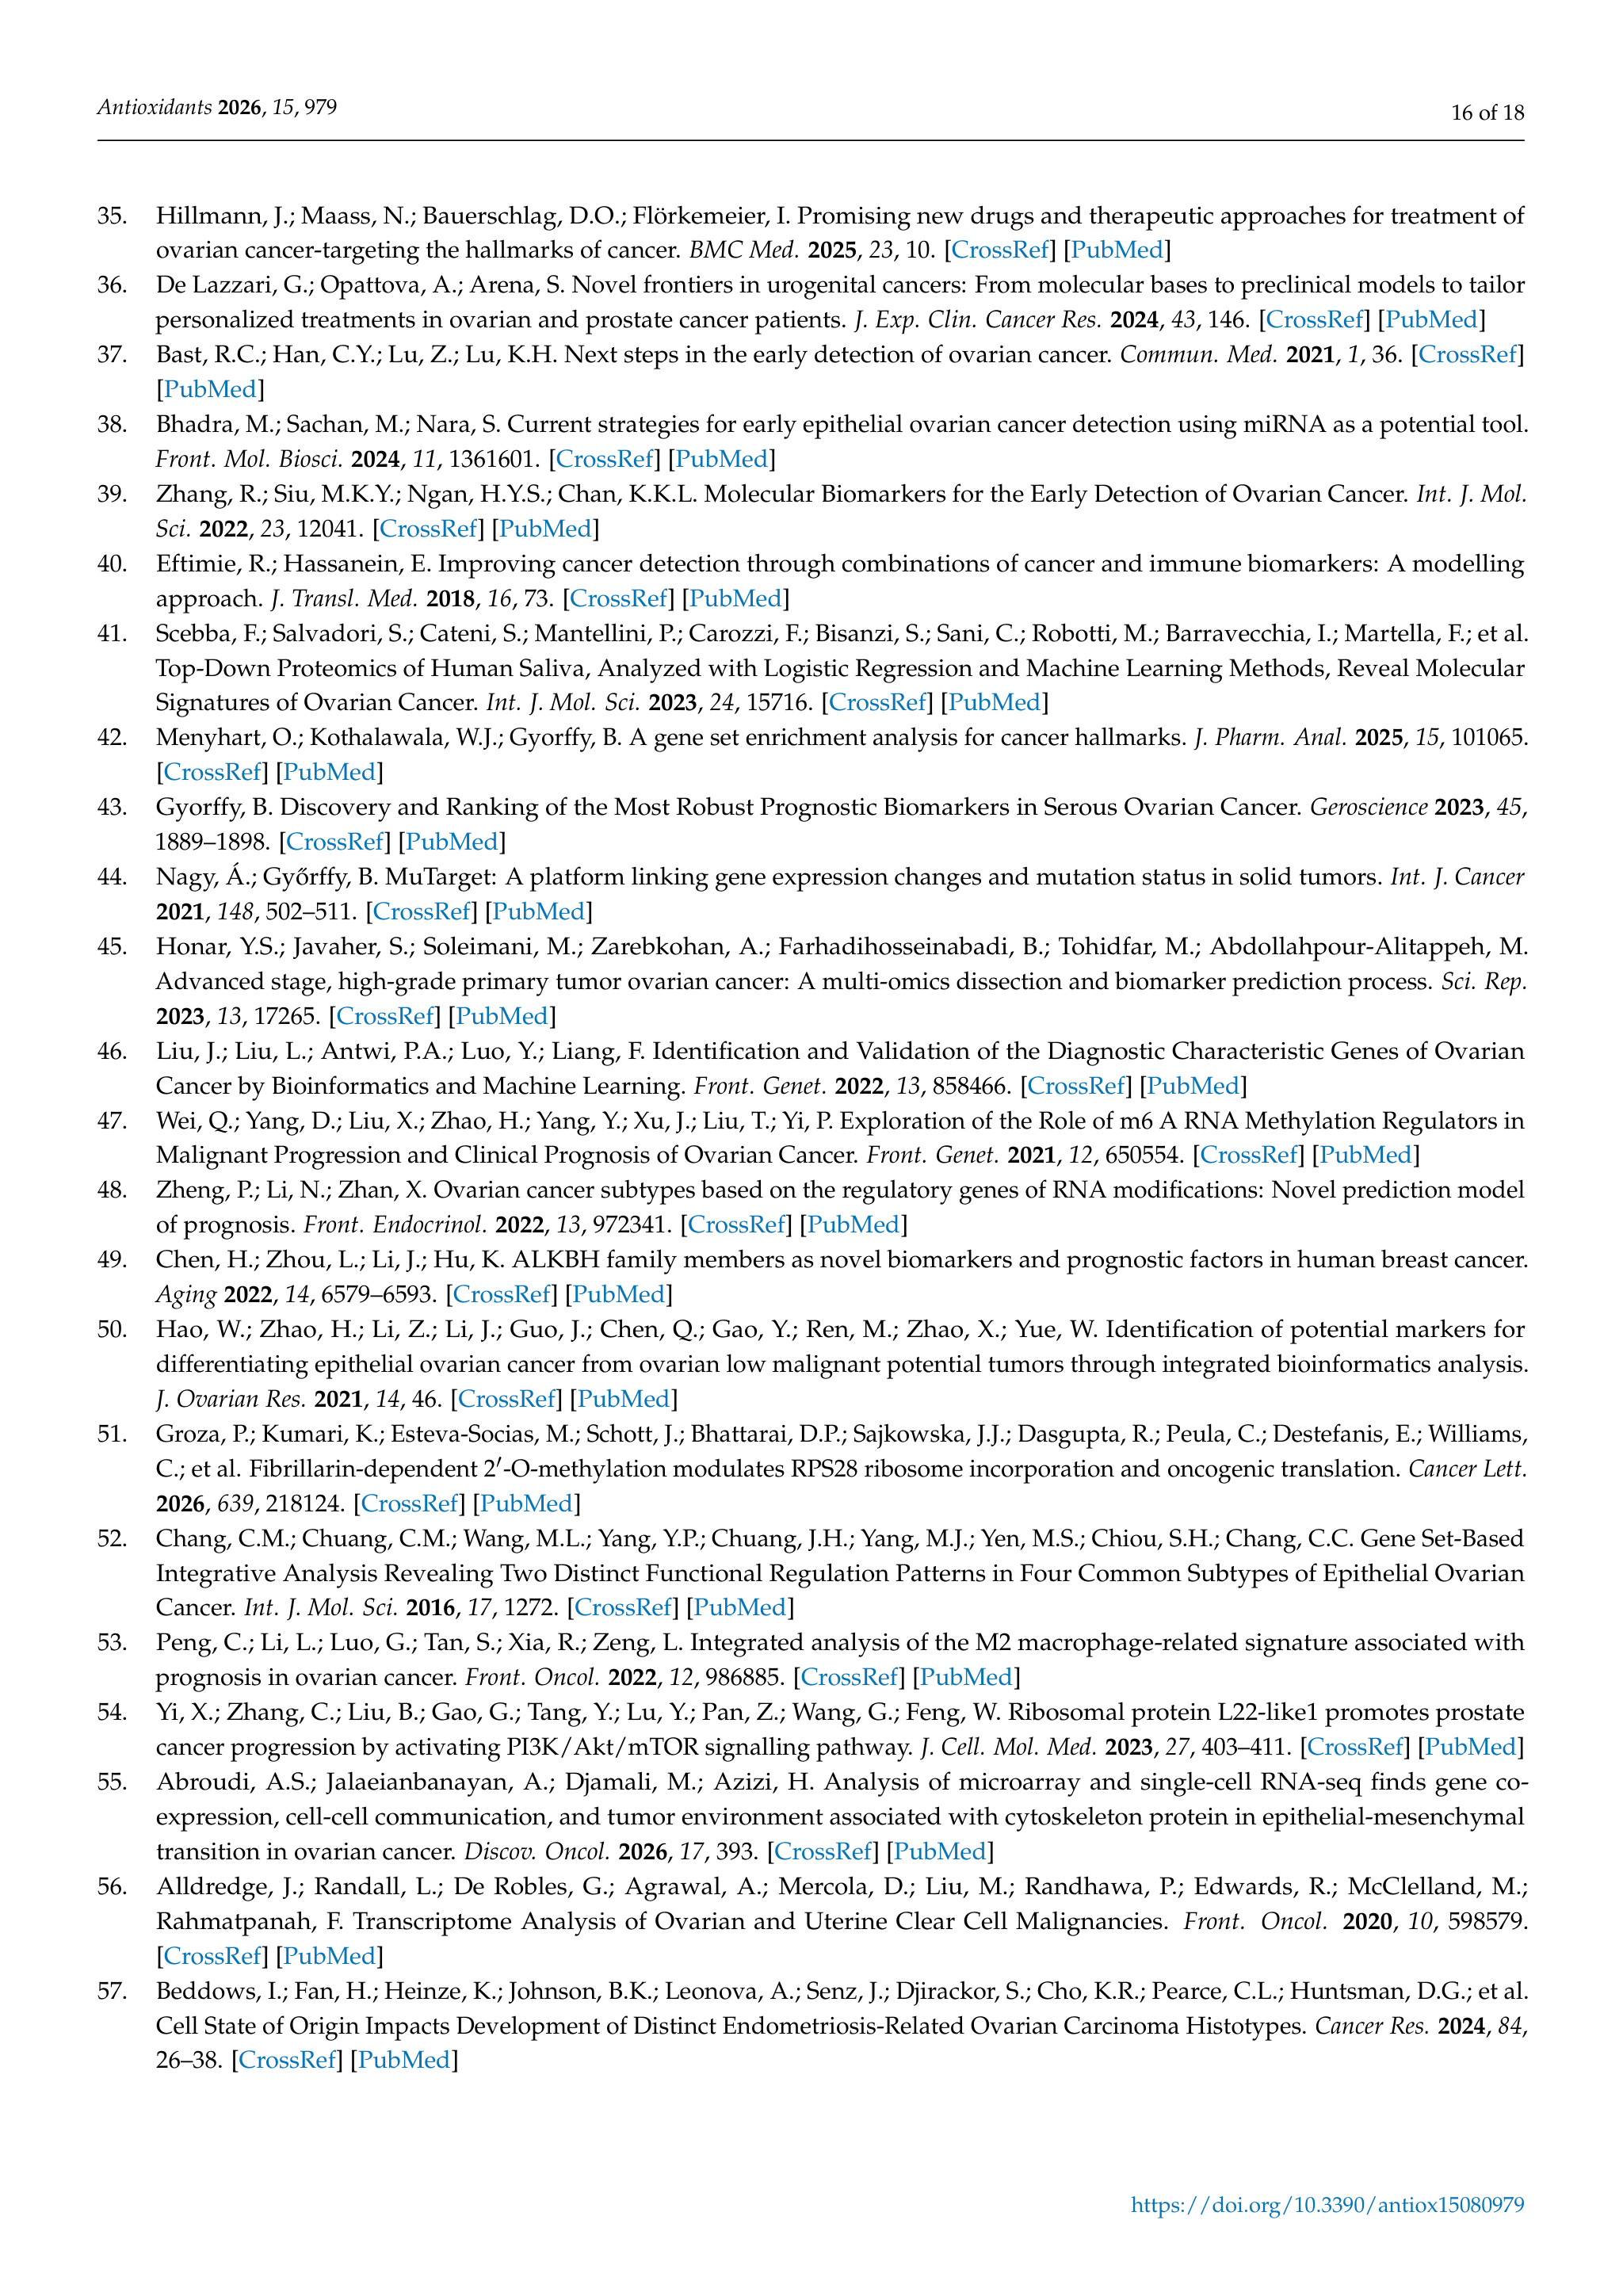 Antioxidants 2026, 15, 979
16 of 18
35. Hillmann, J.; Maass, N.; Bauerschlag, D.O.; Flörkemeier, I. Promising new drugs and therapeutic approaches for treatment of
ovarian cancer-targeting the hallmarks of cancer. BMC Med. 2025, 23, 10. [CrossRef] [PubMed]
36. De Lazzari, G.; Opattova, A.; Arena, S. Novel frontiers in urogenital cancers: From molecular bases to preclinical models to tailor
personalized treatments in ovarian and prostate cancer patients. J. Exp. Clin. Cancer Res. 2024, 43, 146. [CrossRef] [PubMed]
37. Bast, R.C.; Han, C.Y.; Lu, Z.; Lu, K.H. Next steps in the early detection of ovarian cancer. Commun. Med. 2021, 1, 36. [CrossRef]
[PubMed]
38. Bhadra, M.; Sachan, M.; Nara, S. Current strategies for early epithelial ovarian cancer detection using miRNA as a potential tool.
Front. Mol. Biosci. 2024, 11, 1361601. [CrossRef] [PubMed]
39. Zhang, R.; Siu, M.K.Y.; Ngan, H.Y.S.; Chan, K.K.L. Molecular Biomarkers for the Early Detection of Ovarian Cancer. Int. J. Mol.
Sci. 2022, 23, 12041. [CrossRef] [PubMed]
40. Eftimie, R.; Hassanein, E. Improving cancer detection through combinations of cancer and immune biomarkers: A modelling
approach. J. Transl. Med. 2018, 16, 73. [CrossRef] [PubMed]
41. Scebba, F.; Salvadori, S.; Cateni, S.; Mantellini, P.; Carozzi, F.; Bisanzi, S.; Sani, C.; Robotti, M.; Barravecchia, I.; Martella, F.; et al.
Top-Down Proteomics of Human Saliva, Analyzed with Logistic Regression and Machine Learning Methods, Reveal Molecular
Signatures of Ovarian Cancer. Int. J. Mol. Sci. 2023, 24, 15716. [CrossRef] [PubMed]
42. Menyhart, O.; Kothalawala, W.J.; Gyorffy, B. A gene set enrichment analysis for cancer hallmarks. J. Pharm. Anal. 2025, 15, 101065.
[CrossRef] [PubMed]
43. Gyorffy, B. Discovery and Ranking of the Most Robust Prognostic Biomarkers in Serous Ovarian Cancer. Geroscience 2023, 45,
1889–1898. [CrossRef] [PubMed]
44. Nagy, Á.; Győrffy, B. MuTarget: A platform linking gene expression changes and mutation status in solid tumors. Int. J. Cancer
2021, 148, 502–511. [CrossRef] [PubMed]
45. Honar, Y.S.; Javaher, S.; Soleimani, M.; Zarebkohan, A.; Farhadihosseinabadi, B.; Tohidfar, M.; Abdollahpour-Alitappeh, M.
Advanced stage, high-grade primary tumor ovarian cancer: A multi-omics dissection and biomarker prediction process. Sci. Rep.
2023, 13, 17265. [CrossRef] [PubMed]
46. Liu, J.; Liu, L.; Antwi, P.A.; Luo, Y.; Liang, F. Identification and Validation of the Diagnostic Characteristic Genes of Ovarian
Cancer by Bioinformatics and Machine Learning. Front. Genet. 2022, 13, 858466. [CrossRef] [PubMed]
47. Wei, Q.; Yang, D.; Liu, X.; Zhao, H.; Yang, Y.; Xu, J.; Liu, T.; Yi, P. Exploration of the Role of m6 A RNA Methylation Regulators in
Malignant Progression and Clinical Prognosis of Ovarian Cancer. Front. Genet. 2021, 12, 650554. [CrossRef] [PubMed]
48. Zheng, P.; Li, N.; Zhan, X. Ovarian cancer subtypes based on the regulatory genes of RNA modifications: Novel prediction model
of prognosis. Front. Endocrinol. 2022, 13, 972341. [CrossRef] [PubMed]
49. Chen, H.; Zhou, L.; Li, J.; Hu, K. ALKBH family members as novel biomarkers and prognostic factors in human breast cancer.
Aging 2022, 14, 6579–6593. [CrossRef] [PubMed]
50. Hao, W.; Zhao, H.; Li, Z.; Li, J.; Guo, J.; Chen, Q.; Gao, Y.; Ren, M.; Zhao, X.; Yue, W. Identification of potential markers for
differentiating epithelial ovarian cancer from ovarian low malignant potential tumors through integrated bioinformatics analysis.
J. Ovarian Res. 2021, 14, 46. [CrossRef] [PubMed]
51. Groza, P.; Kumari, K.; Esteva-Socias, M.; Schott, J.; Bhattarai, D.P.; Sajkowska, J.J.; Dasgupta, R.; Peula, C.; Destefanis, E.; Williams,
C.; et al. Fibrillarin-dependent 2′-O-methylation modulates RPS28 ribosome incorporation and oncogenic translation. Cancer Lett.
2026, 639, 218124. [CrossRef] [PubMed]
52. Chang, C.M.; Chuang, C.M.; Wang, M.L.; Yang, Y.P.; Chuang, J.H.; Yang, M.J.; Yen, M.S.; Chiou, S.H.; Chang, C.C. Gene Set-Based
Integrative Analysis Revealing Two Distinct Functional Regulation Patterns in Four Common Subtypes of Epithelial Ovarian
Cancer. Int. J. Mol. Sci. 2016, 17, 1272. [CrossRef] [PubMed]
53. Peng, C.; Li, L.; Luo, G.; Tan, S.; Xia, R.; Zeng, L. Integrated analysis of the M2 macrophage-related signature associated with
prognosis in ovarian cancer. Front. Oncol. 2022, 12, 986885. [CrossRef] [PubMed]
54. Yi, X.; Zhang, C.; Liu, B.; Gao, G.; Tang, Y.; Lu, Y.; Pan, Z.; Wang, G.; Feng, W. Ribosomal protein L22-like1 promotes prostate
cancer progression by activating PI3K/Akt/mTOR signalling pathway. J. Cell. Mol. Med. 2023, 27, 403–411. [CrossRef] [PubMed]
55. Abroudi, A.S.; Jalaeianbanayan, A.; Djamali, M.; Azizi, H. Analysis of microarray and single-cell RNA-seq finds gene co-
expression, cell-cell communication, and tumor environment associated with cytoskeleton protein in epithelial-mesenchymal
transition in ovarian cancer. Discov. Oncol. 2026, 17, 393. [CrossRef] [PubMed]
56. Alldredge, J.; Randall, L.; De Robles, G.; Agrawal, A.; Mercola, D.; Liu, M.; Randhawa, P.; Edwards, R.; McClelland, M.;
Rahmatpanah, F. Transcriptome Analysis of Ovarian and Uterine Clear Cell Malignancies. Front. Oncol. 2020, 10, 598579.
[CrossRef] [PubMed]
57. Beddows, I.; Fan, H.; Heinze, K.; Johnson, B.K.; Leonova, A.; Senz, J.; Djirackor, S.; Cho, K.R.; Pearce, C.L.; Huntsman, D.G.; et al.
Cell State of Origin Impacts Development of Distinct Endometriosis-Related Ovarian Carcinoma Histotypes. Cancer Res. 2024, 84,
26–38. [CrossRef] [PubMed]
https://doi.org/10.3390/antiox15080979